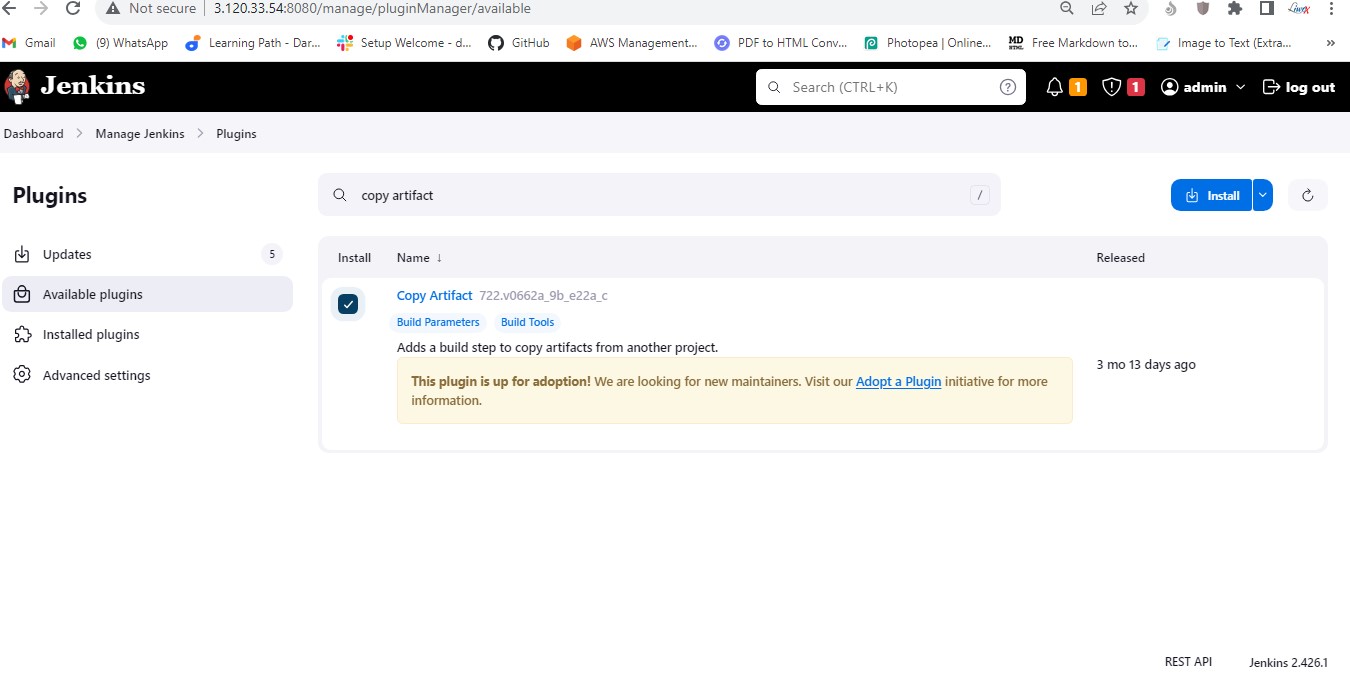 Not secure | 3.120.33.54:8080/manage/pluginManager/available
Gmail (9) WhatsApp Learning Path - Dar... Setup Welcome - d... GitHub AWS Management... PDF to HTML Conv... Photopea | Online... MD HTML Free Markdown to... Image to Text (Extra... »
Jenkins Search (CTRL+K) ? 1 1 admin log out
Dashboard > Manage Jenkins > Plugins
Plugins copy artifact / Install
Updates 5
Available plugins
Installed plugins
Advanced settings
Install Name ↓ Released
Copy Artifact 722.v0662a_9b_e22a_c
Build Parameters Build Tools
Adds a build step to copy artifacts from another project.
This plugin is up for adoption! We are looking for new maintainers. Visit our Adopt a Plugin initiative for more
information.
3 mo 13 days ago
REST API Jenkins 2.426.1